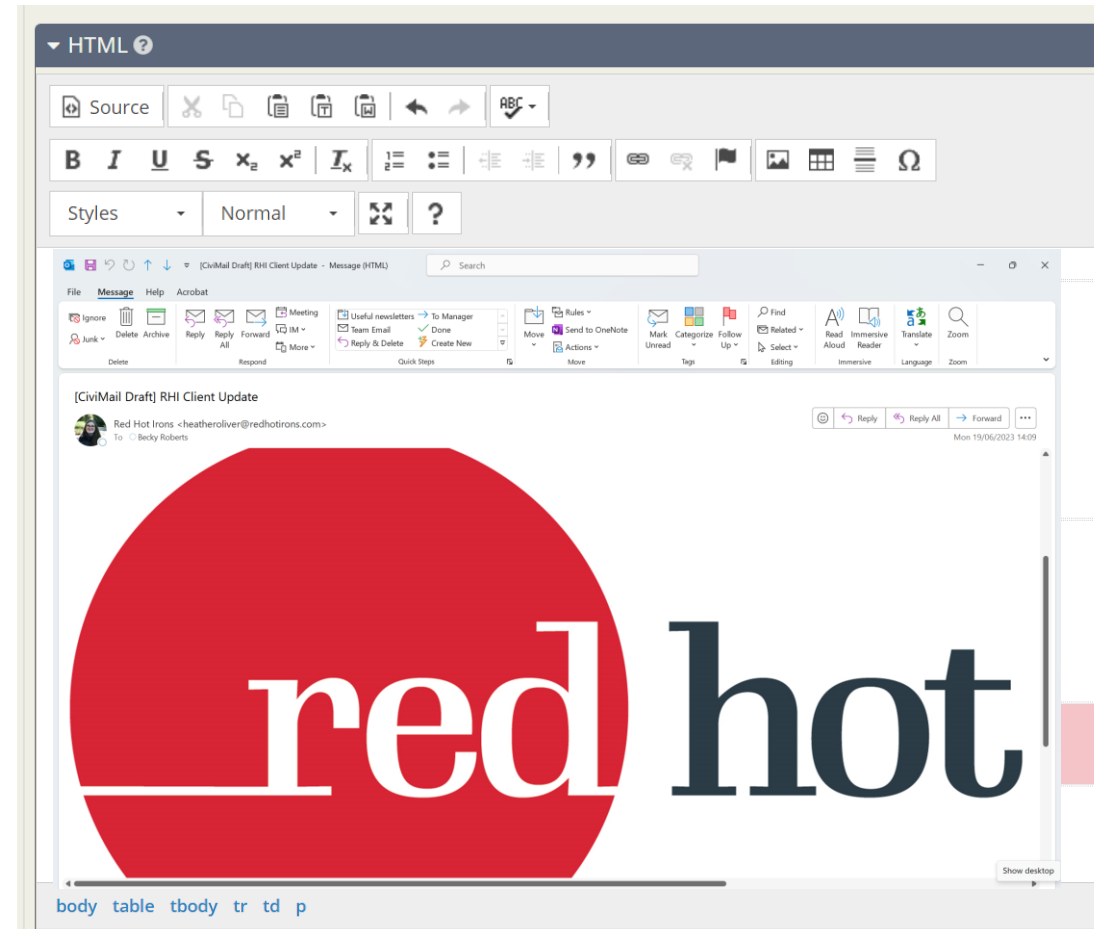 HTML ?
Source ABC
B I U S x₂ x² Tx Ω
Styles Normal ?
[CiviMail Draft] RHI Client Update - Message (HTML) Search
File Message Help Acrobat
Ignore Delete Archive Reply Reply All Forward Meeting
Junk IM
More
Useful newsletters To Manager
Team Email Done
Reply & Delete Create New
Move Rules
Send to OneNote
Actions
Mark Unread Categorize Follow Up
Find
Related
Select
Read Aloud Immersive Reader Translate Zoom
Delete Respond Quick Steps Move Tags Editing Immersive Language Zoom
[CiviMail Draft] RHI Client Update
Red Hot Irons <heatheroliver@redhotirons.com>
To Becky Roberts
Reply Reply All Forward
Mon 19/06/2023 14:09
red hot
Show desktop
body table tbody tr td p